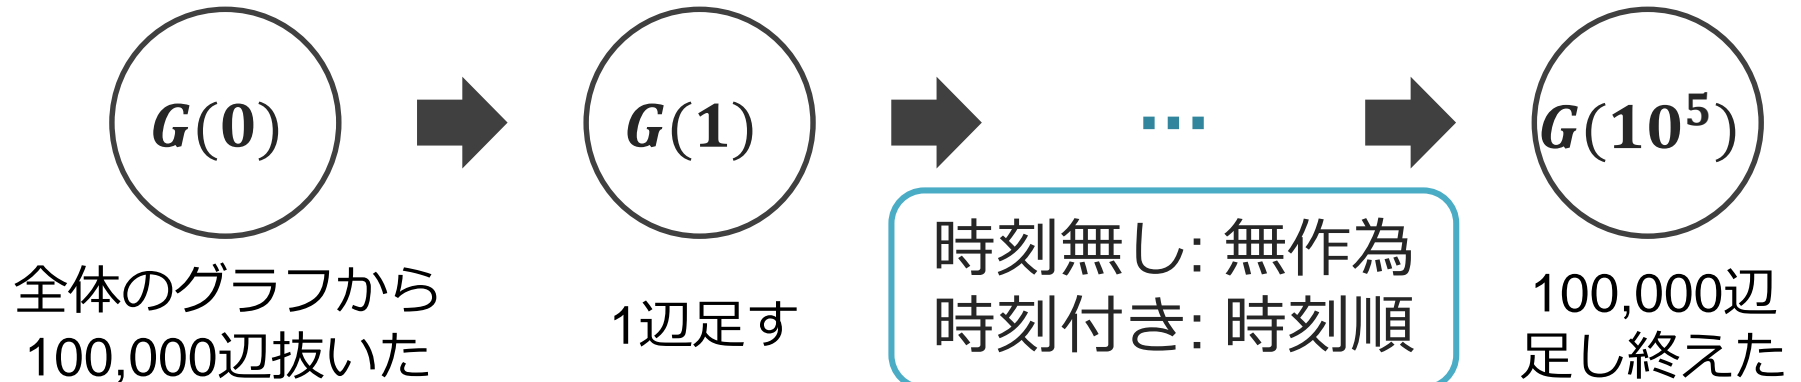 G(0)
G(1)
...
G(10⁵)
全体のグラフから
100,000辺抜いた
1辺足す
時刻無し: 無作為
時刻付き: 時刻順
100,000辺
足し終えた